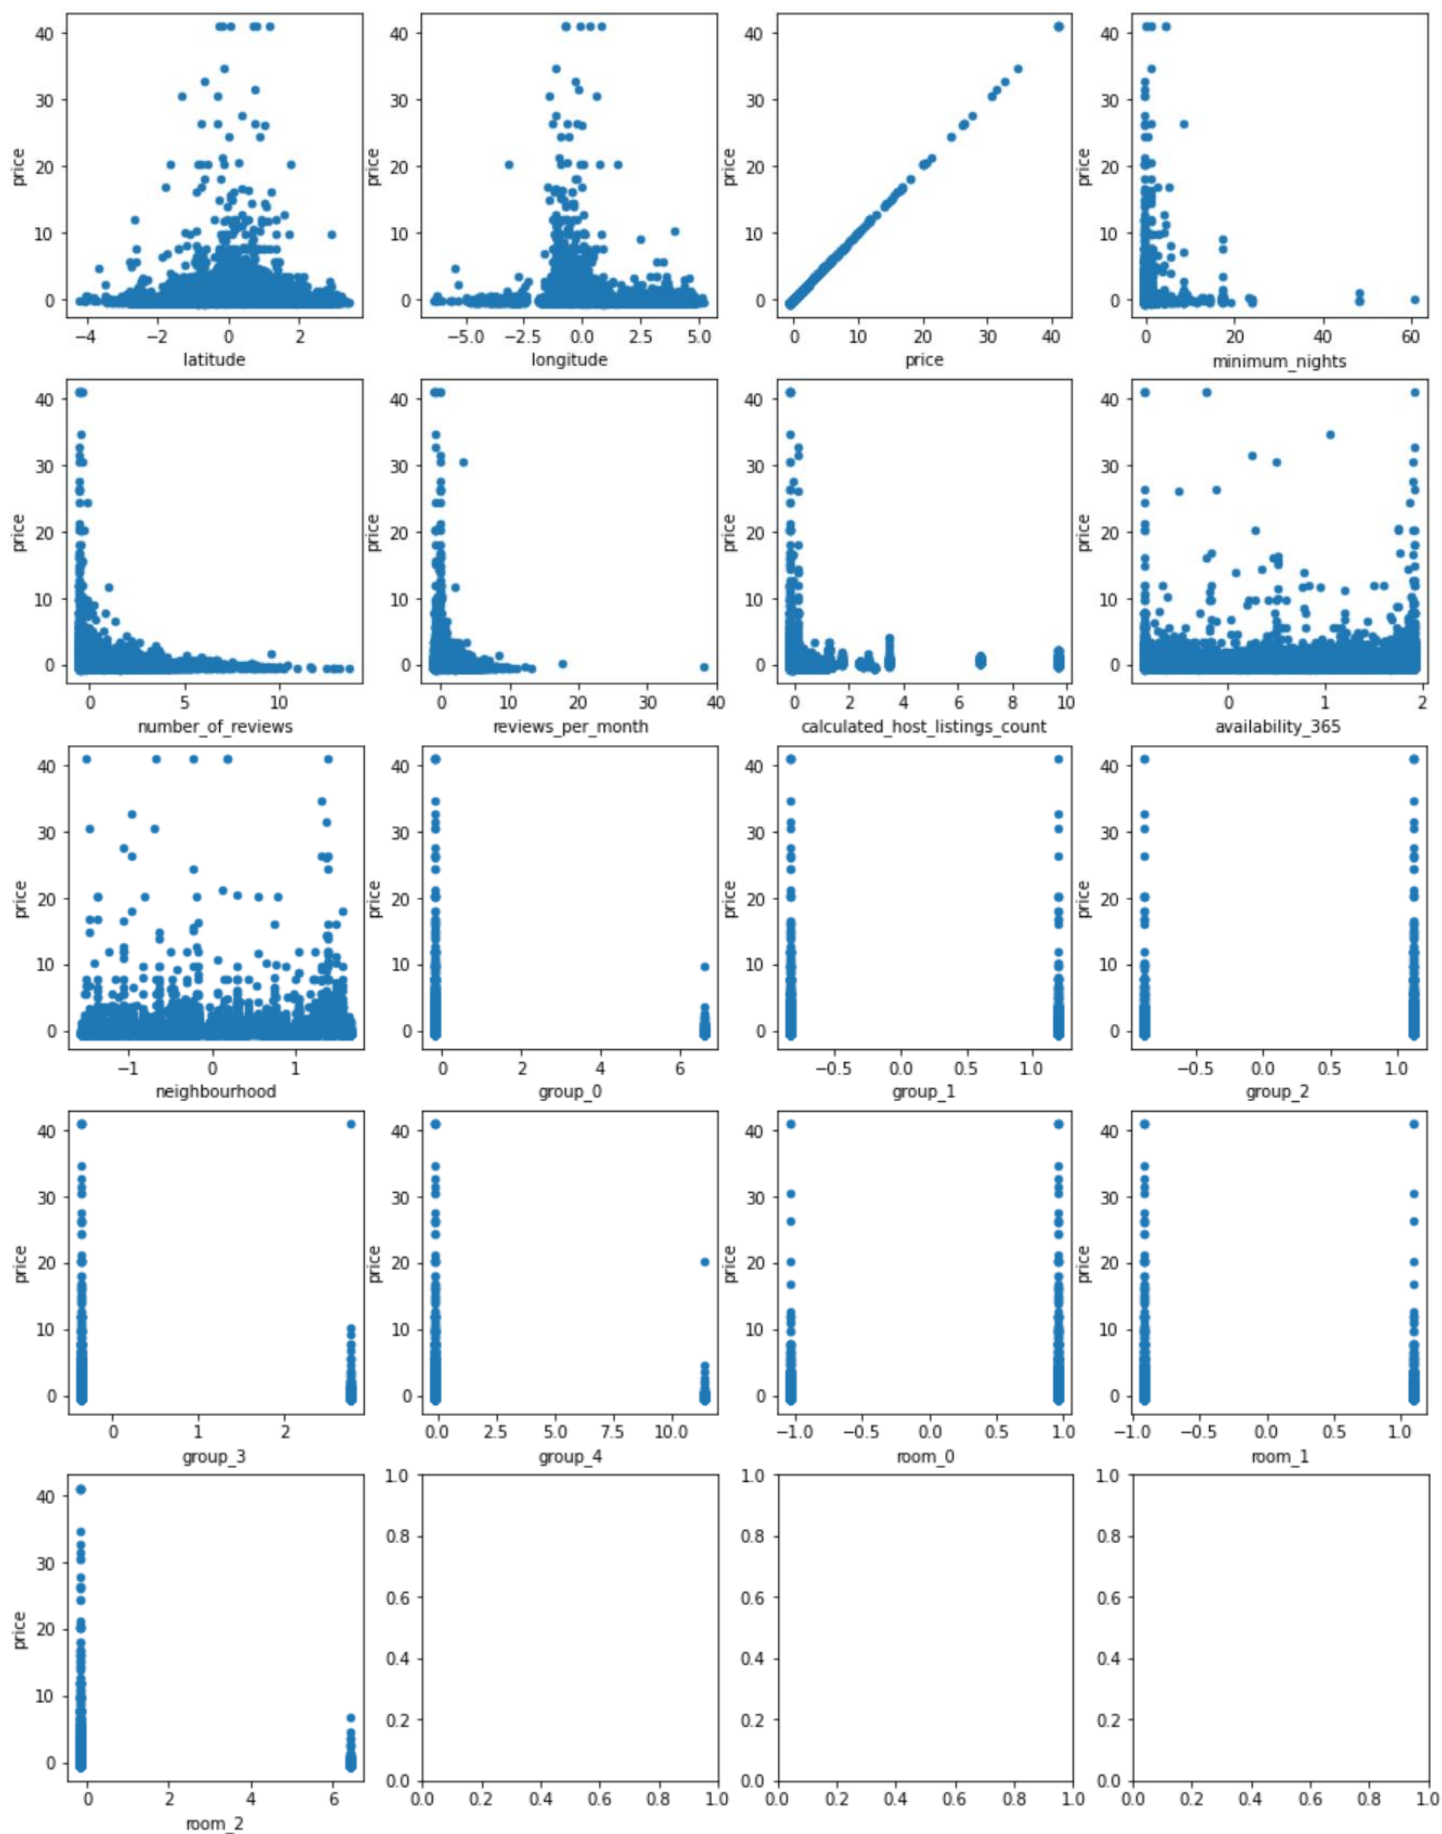 40 40 40 40
30 30 30 30
price price price price
20 20 20 20
10 10 10 10
0 0 0 0
−4 −2 0 2 −5.0 −2.5 0.0 2.5 5.0 0 10 20 30 40 0 20 40 60
latitude longitude price minimum_nights
40 40 40 40
30 30 30 30
price price price price
20 20 20 20
10 10 10 10
0 0 0 0
0 5 10 0 10 20 30 40 0 2 4 6 8 10 0 1 2
number_of_reviews reviews_per_month calculated_host_listings_count availability_365
40 40 40 40
30 30 30 30
price price price price
20 20 20 20
10 10 10 10
0 0 0 0
−1 0 1 0 2 4 6 −0.5 0.0 0.5 1.0 −0.5 0.0 0.5 1.0
neighbourhood group_0 group_1 group_2
40 40 40 40
30 30 30 30
price price price price
20 20 20 20
10 10 10 10
0 0 0 0
0 1 2 0.0 2.5 5.0 7.5 10.0 −1.0 −0.5 0.0 0.5 1.0 −1.0 −0.5 0.0 0.5 1.0
group_3 group_4 room_0 room_1
1.0 1.0 1.0
40
0.8 0.8 0.8
30
0.6 0.6 0.6
price
20
0.4 0.4 0.4
10
0.2 0.2 0.2
0
0.0 0.0 0.0
0 2 4 6 0.0 0.2 0.4 0.6 0.8 1.0 0.0 0.2 0.4 0.6 0.8 1.0 0.0 0.2 0.4 0.6 0.8 1.0
room_2